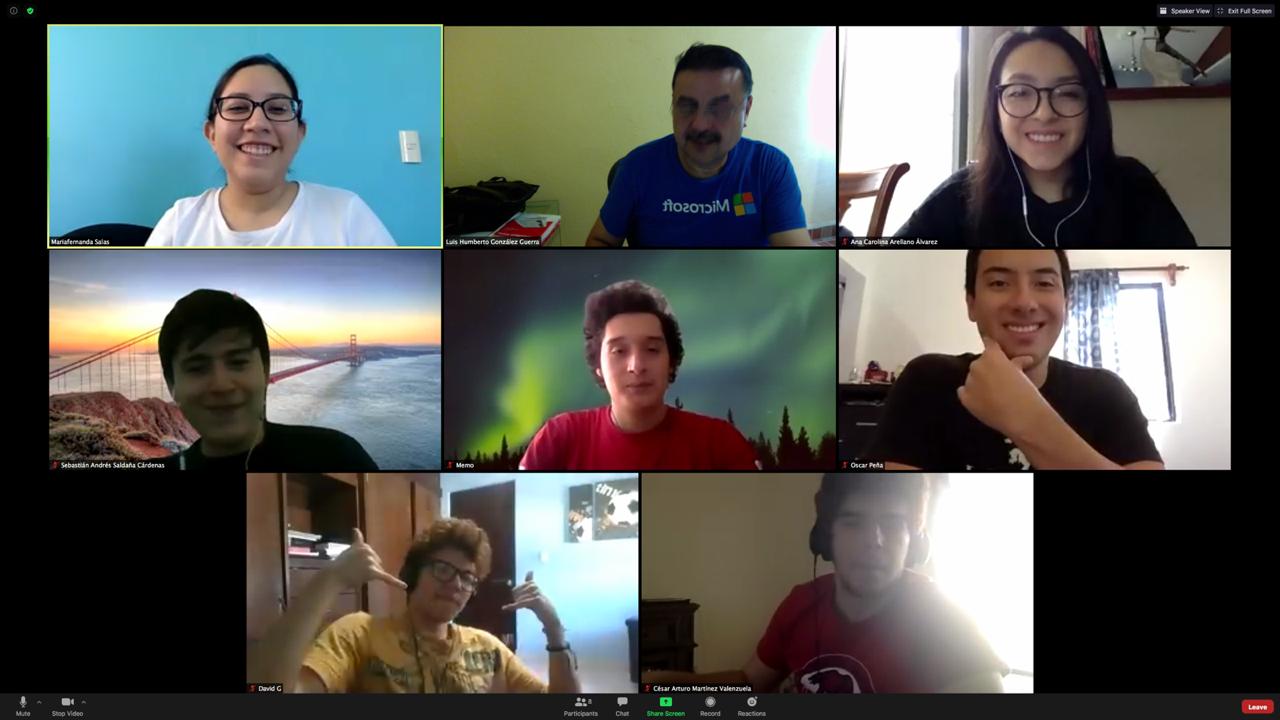 Speaker View
Exit Full Screen
Microsoft
Mariafernanda Salas
Luis Humberto González Guerra
Ana Carolina Arellano Álvarez
Sebastián Andrés Saldaña Cárdenas
Memo
Oscar Peña
David G
César Arturo Martínez Valenzuela
Mute
Stop Video
8
Participants
Chat
Share Screen
Record
Reactions
Leave